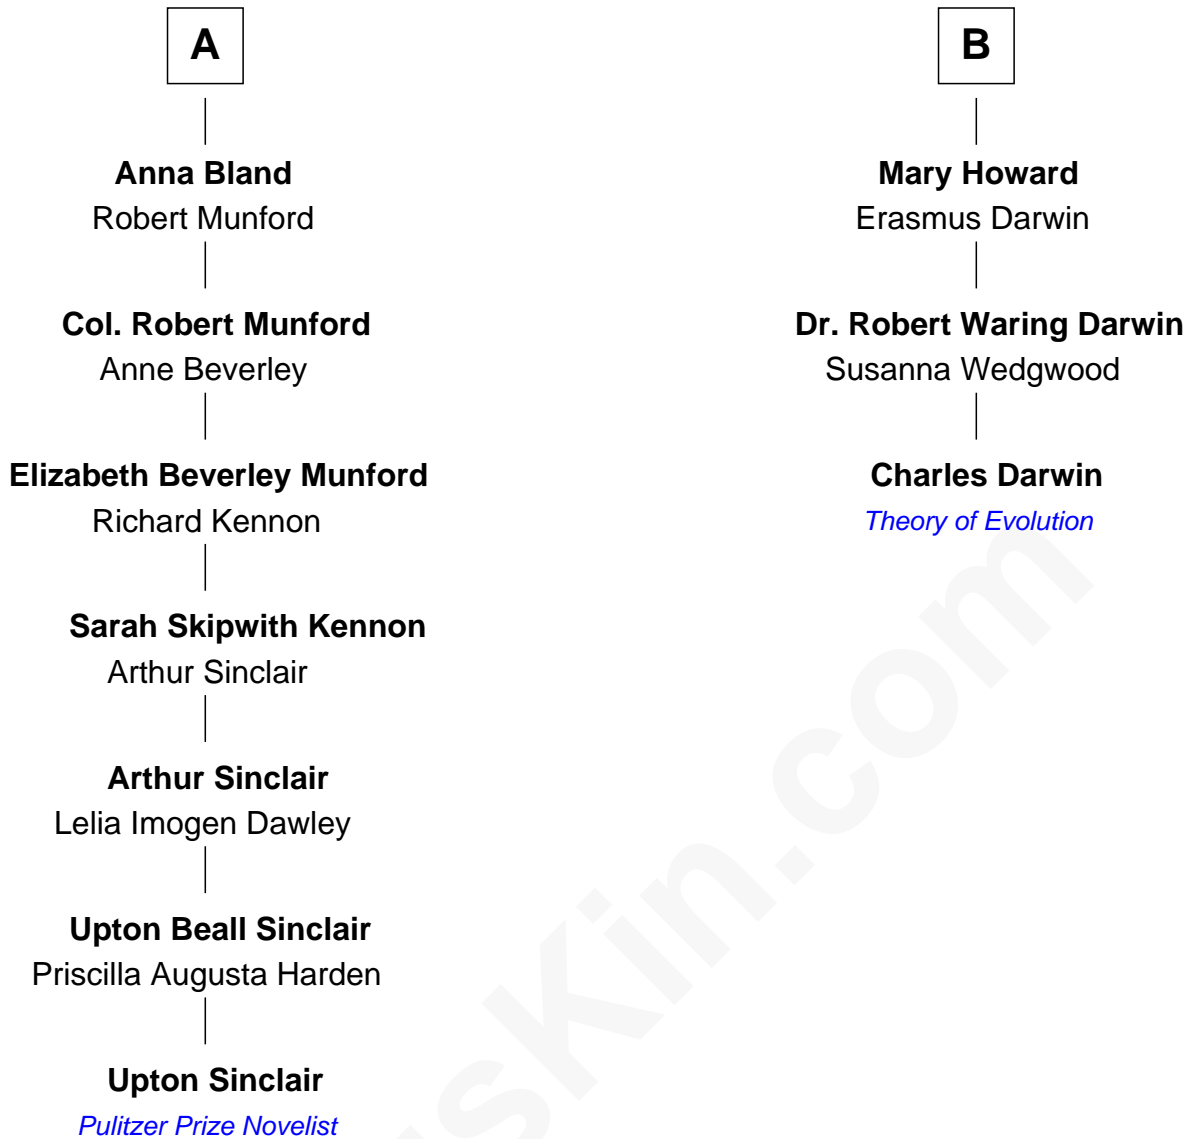 A
Anna Bland
Robert Munford
Col. Robert Munford
Anne Beverley
Elizabeth Beverley Munford
Richard Kennon
Sarah Skipwith Kennon
Arthur Sinclair
Arthur Sinclair
Lelia Imogen Dawley
Upton Beall Sinclair
Priscilla Augusta Harden
Upton Sinclair
Pulitzer Prize Novelist
B
Mary Howard
Erasmus Darwin
Dr. Robert Waring Darwin
Susanna Wedgwood
Charles Darwin
Theory of Evolution
sKin.com